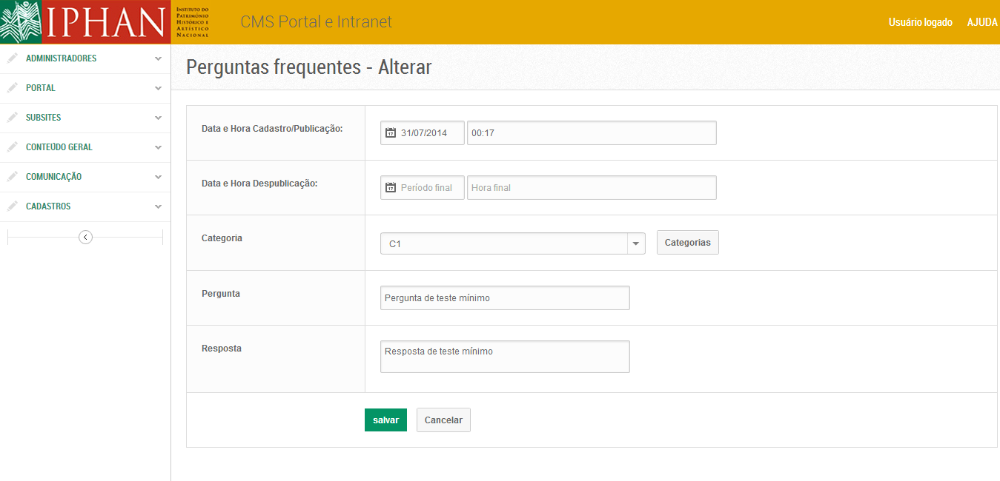 IPHAN
INSTITUTO DO
PATRIMÔNIO
HISTÓRICO E
ARTÍSTICO
NACIONAL
CMS Portal e Intranet
Usuário logado AJUDA
ADMINISTRADORES
PORTAL
SUBSITES
CONTEÚDO GERAL
COMUNICAÇÃO
CADASTROS
Perguntas frequentes - Alterar
Data e Hora Cadastro/Publicação: 17 31/07/2014 00:17
Data e Hora Despublicação: 17 Período final Hora final
Categoria C1 Categorias
Pergunta Pergunta de teste mínimo
Resposta Resposta de teste mínimo
salvar Cancelar